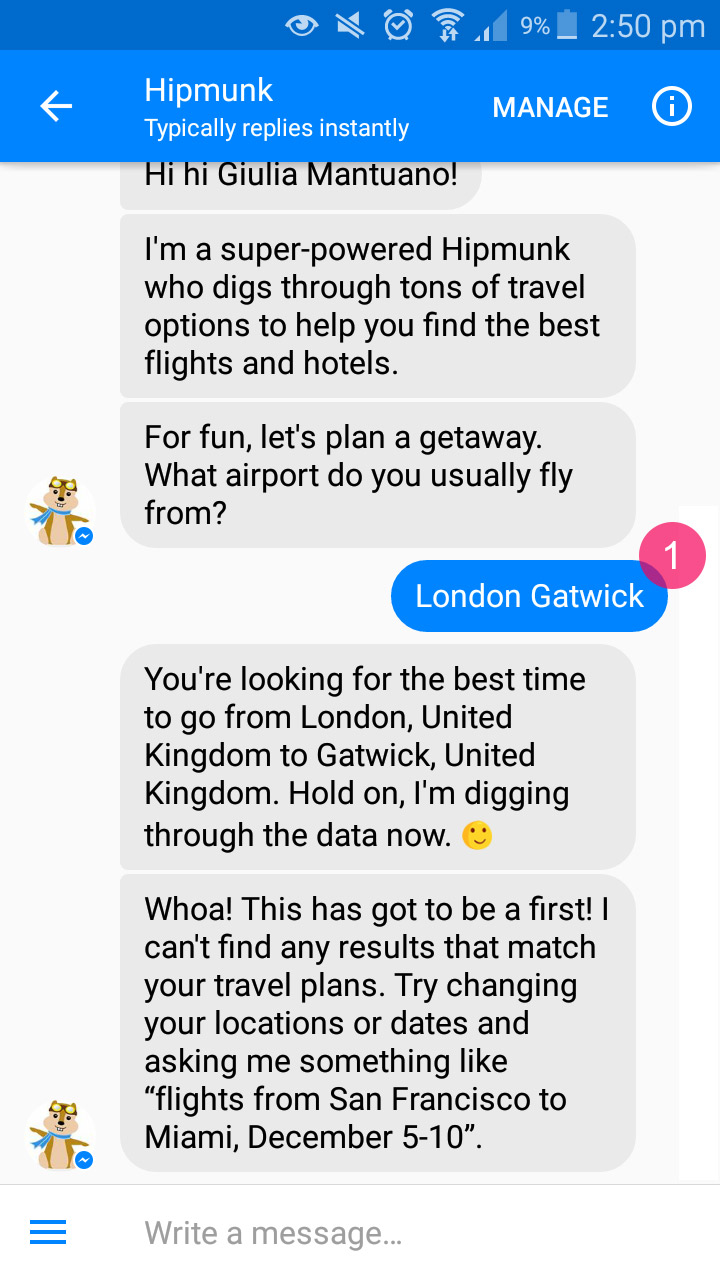 9% 2:50 pm
Hipmunk
Typically replies instantly
MANAGE
Hi hi Giulia Mantuano!
I'm a super-powered Hipmunk
who digs through tons of travel
options to help you find the best
flights and hotels.
For fun, let's plan a getaway.
What airport do you usually fly
from?
1
London Gatwick
You're looking for the best time
to go from London, United
Kingdom to Gatwick, United
Kingdom. Hold on, I'm digging
through the data now. 🙂
Whoa! This has got to be a first! I
can't find any results that match
your travel plans. Try changing
your locations or dates and
asking me something like
“flights from San Francisco to
Miami, December 5-10”.
Write a message...